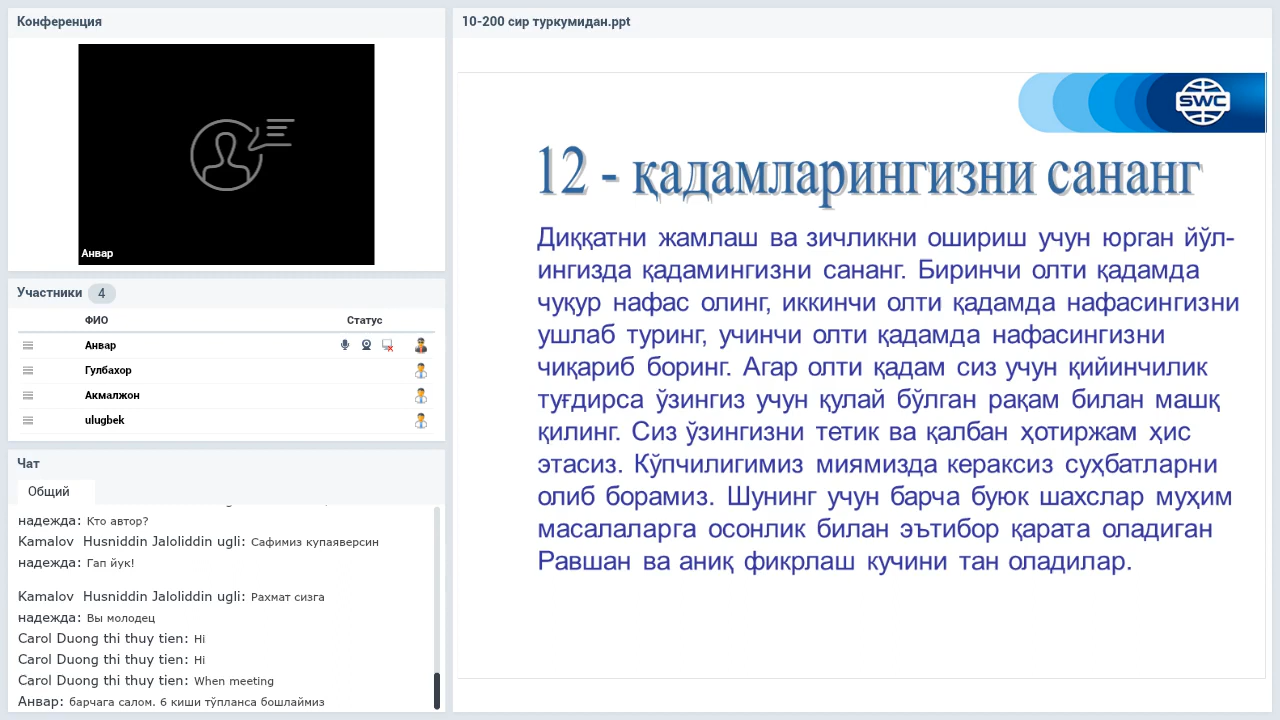 Конференция
Анвар
Участники 4
ФИО Статус
Анвар
Гулбахор
Акмалжон
ulugbek
Чат
Общий
надежда: Кто автор?
Kamalov Husniddin Jaloliddin ugli: Сафимиз купаяверсин
надежда: Гап йук!
Kamalov Husniddin Jaloliddin ugli: Рахмат сизга
надежда: Вы молодец
Carol Duong thi thuy tien: Hi
Carol Duong thi thuy tien: Hi
Carol Duong thi thuy tien: When meeting
Анвар: барчага салом. 6 киши тўпланса бошлаймиз
10-200 сир туркумидан.ppt
SWC
12 - қадамларингизни сананг
Диққатни жамлаш ва зичликни ошириш учун юрган йўл-
ингизда қадамингизни сананг. Биринчи олти қадамда
чуқур нафас олинг, иккинчи олти қадамда нафасингизни
ушлаб туринг, учинчи олти қадамда нафасингизни
чиқариб боринг. Агар олти қадам сиз учун қийинчилик
туғдирса ўзингиз учун қулай бўлган рақам билан машқ
қилинг. Сиз ўзингизни тетик ва қалбан ҳотиржам ҳис
этасиз. Кўпчилигимиз миямизда кераксиз суҳбатларни
олиб борамиз. Шунинг учун барча буюк шахслар муҳим
масалаларга осонлик билан эътибор қарата оладиган
Равшан ва аниқ фикрлаш кучини тан оладилар.